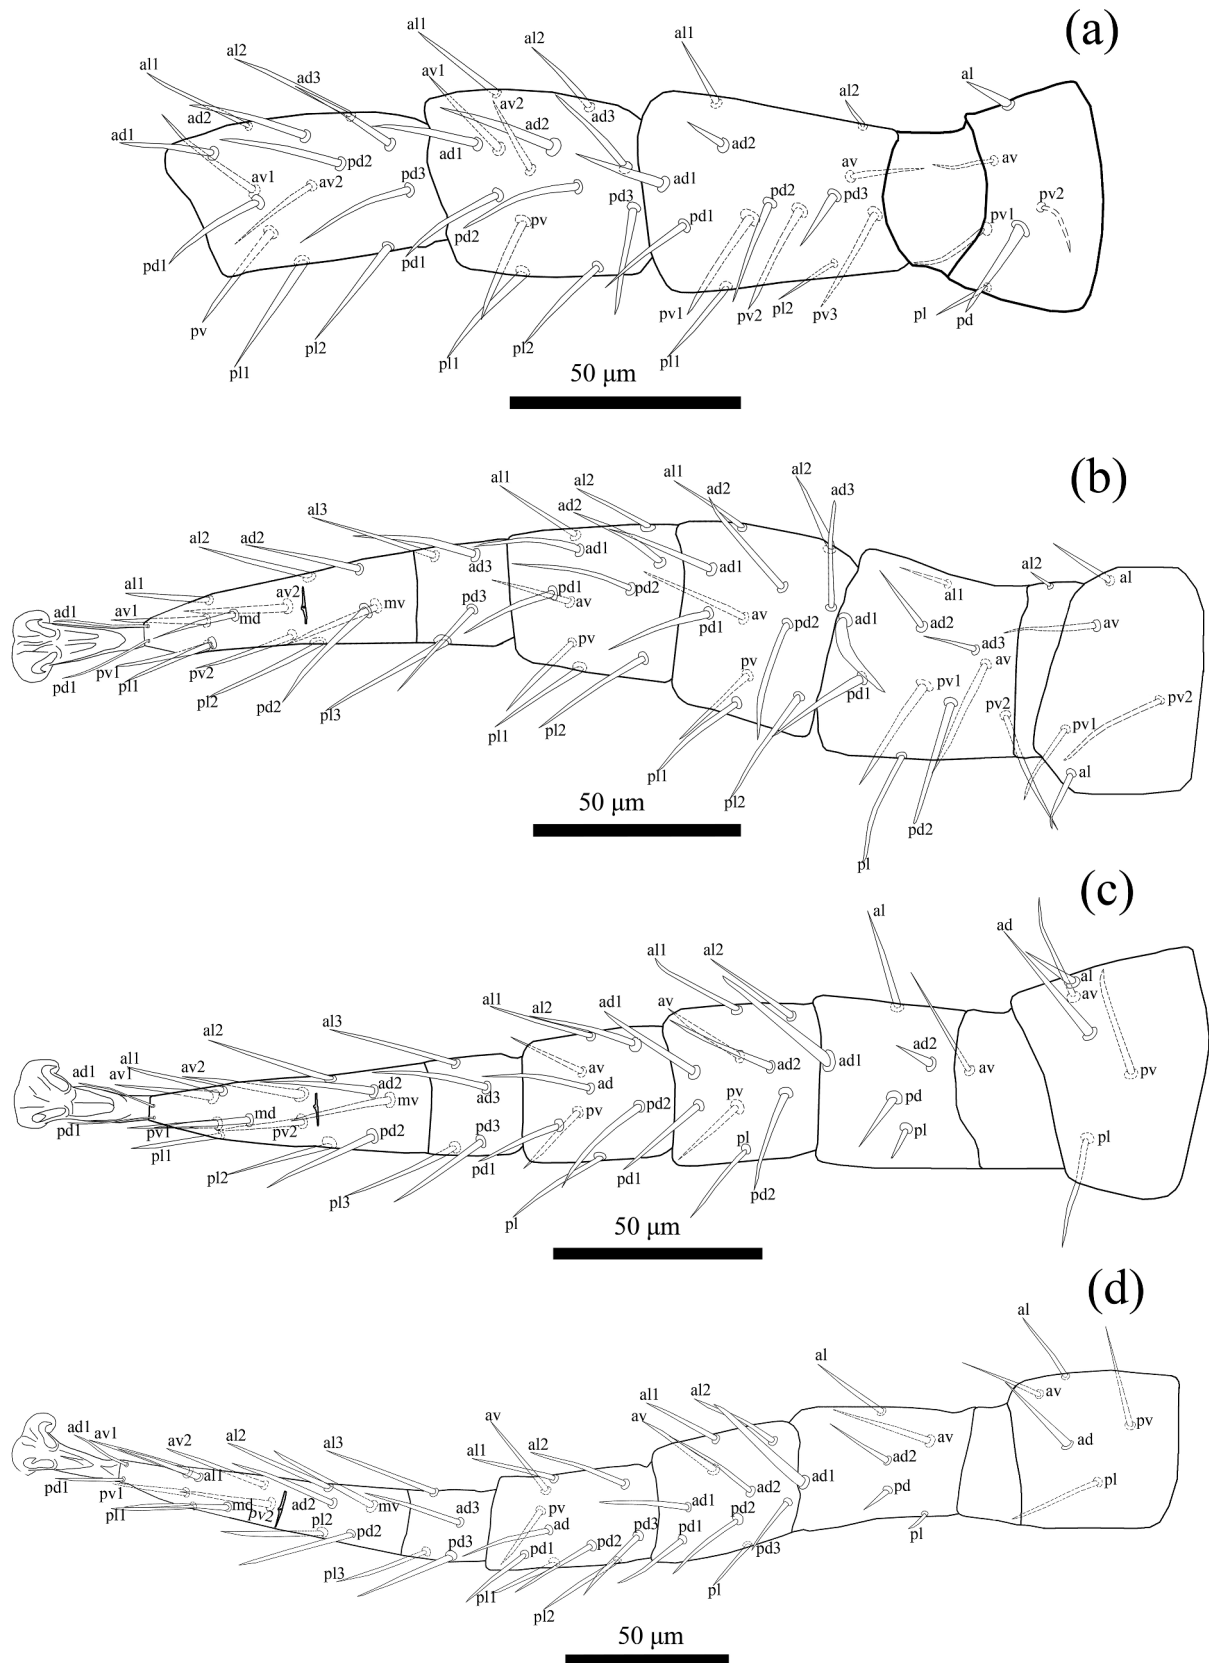 (a)
al1 al2 ad3 al1 av1 av2 ad2 al2 ad3 al1 al2 al
ad1 ad2 pd2 ad1 ad2 av av
av1 av2 pd3 ad1 pd2 pd3 pv2
pd1 pd1 pd2 pv pd3 pd1 pv1
pv pl1 pl2 pl1 pl2 pv1 pv2 pl2 pv3 pl pd
pl1
50 μm
(b)
al1 al2 al1 ad2 al2 ad3
al3 ad2
al2 ad2 ad3 ad1 ad1 al2 al
al1 av2 pd1 pd2 al1
ad1 av1 md mv pd3 av pd1 av pd2 ad1 ad2 ad3
pv pv av
pd1 pv1 pl1 pv2 pl2 pd2 pl3 pd1 pv1 pv2 pv1 pv2
pl1 pl2 pl1 pl2 al
pd2
pl
50 μm
(c)
al ad
al1 al2 al
al1 al2 ad1 av av
al2 al3 ad2
ad1 al1 av1 av2 ad2 ad3 av ad ad2 ad1 av pv
pd1 pv1 md pv2 mv pd2 pv pd2 pv pd
pl1 pd3 pd1 pl pl pl
pl2 pl3 pl pd1 pd2
50 μm
(d)
al
al
al1 al2 av
ad1 av1 av2 al2 al3 av av av pv
al1 al2 ad
pd1 al1 ad3 ad2 ad1 ad2
pv1 md ad2 mv pv ad1 pd
pl1 pv2 pl2 ad pd2
pd2 pd3 pd1 pd2 pd3 pd1 pd3 pl
pl3 pl1 pl2 pl
50 μm